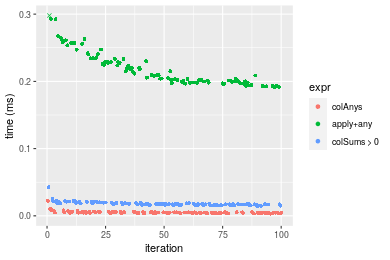 0.3
0.2
0.1
0.0
time (ms)
0
25
50
75
100
iteration
expr
colAnys
apply+any
colSums > 0